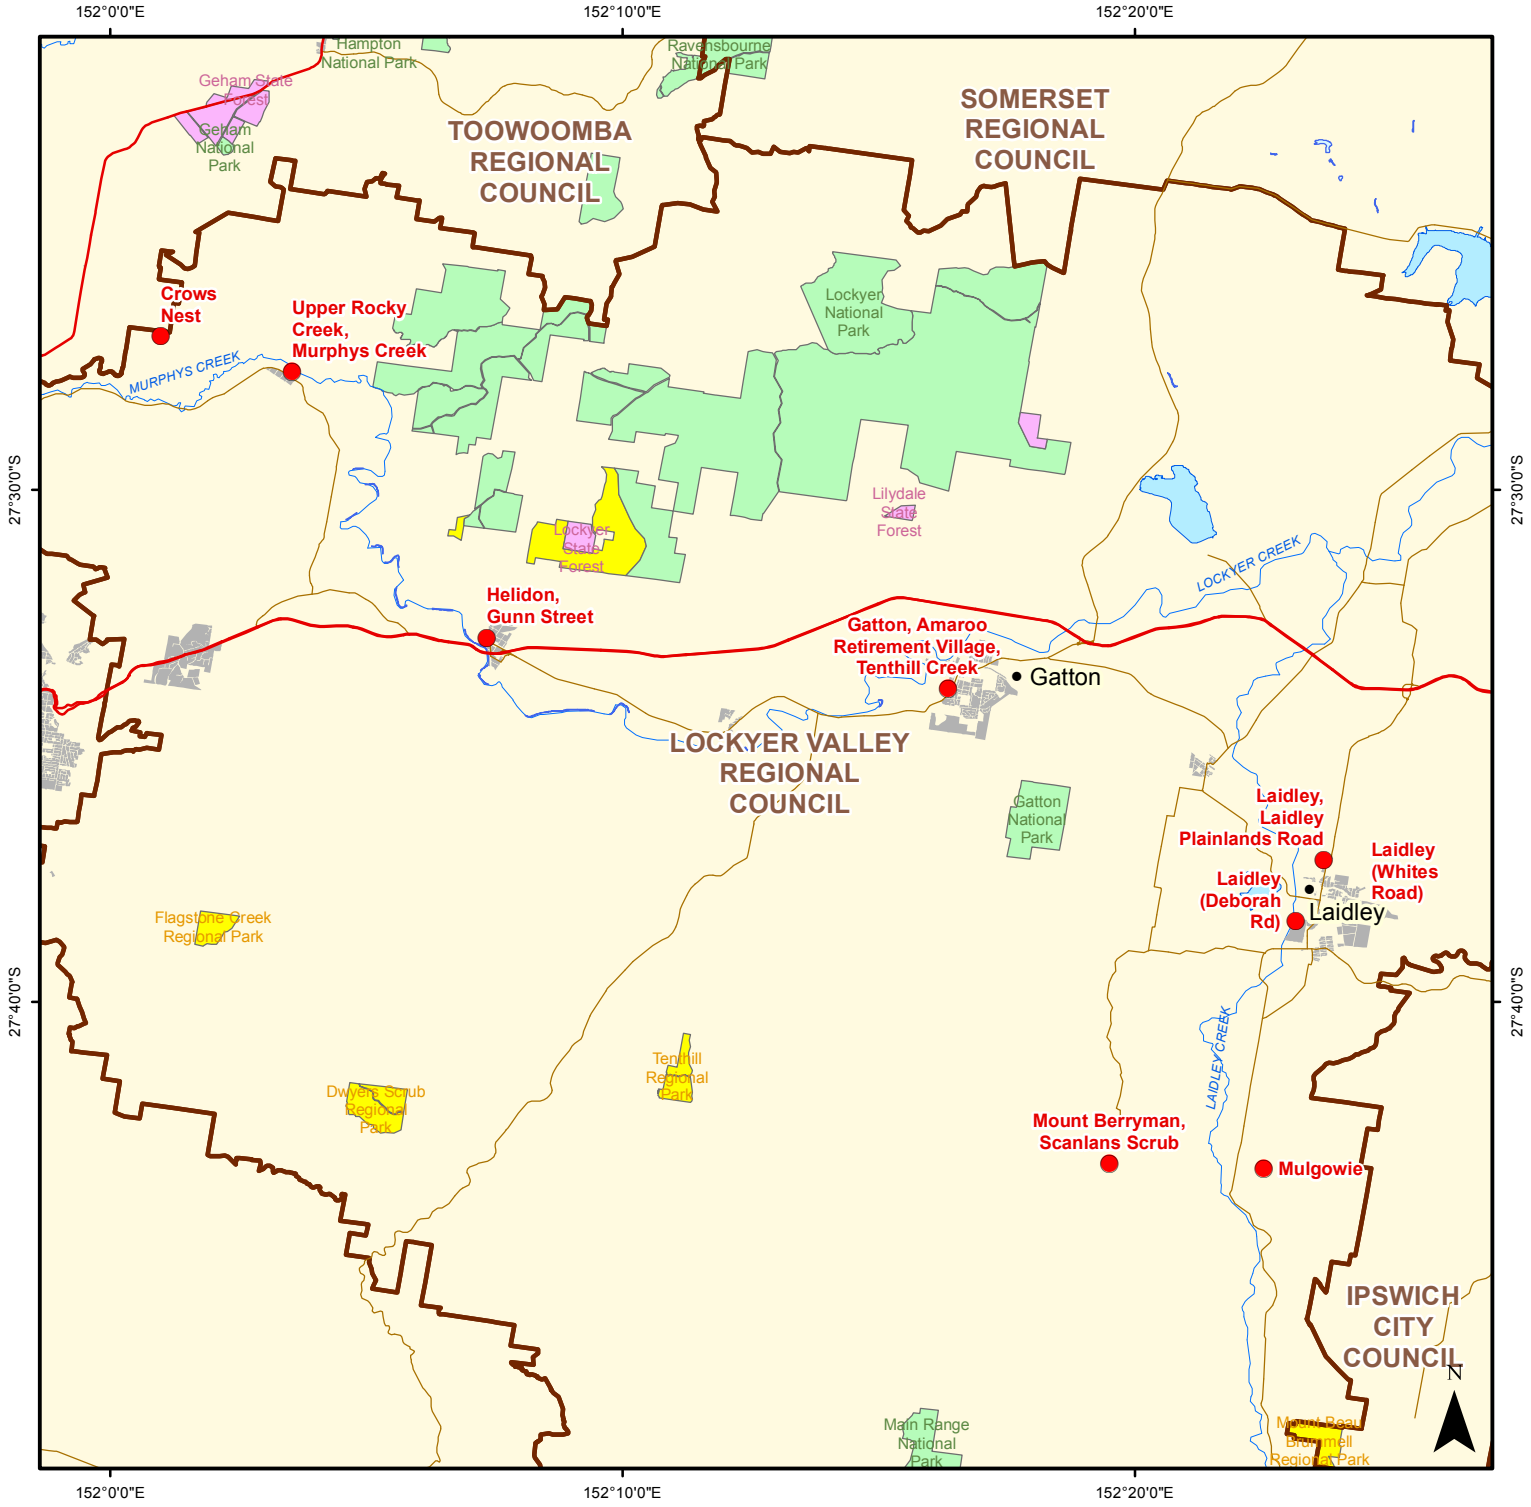 152°0'0"E
152°10'0"E
152°20'0"E
Hampton
National Park
Ravensbourne
National Park
Geham State
Forest
Geham
National
Park
TOOWOOMBA
REGIONAL
COUNCIL
SOMERSET
REGIONAL
COUNCIL
Crows
Nest
Upper Rocky
Creek,
Murphys Creek
MURPHYS CREEK
Lockyer
National
Park
27°30'0"S
27°30'0"S
Lilydale
State
Forest
Lockyer
State
Forest
LOCKYER CREEK
Helidon,
Gunn Street
Gatton, Amaroo
Retirement Village,
Tenthill Creek
Gatton
LOCKYER VALLEY
REGIONAL
COUNCIL
Gatton
National
Park
Laidley,
Laidley
Plainlands Road
Laidley
(Whites
Road)
Laidley
(Deborah
Rd)
Laidley
Flagstone Creek
Regional Park
27°40'0"S
27°40'0"S
LAIDLEY CREEK
Tenthill
Regional
Park
Dwyers Scrub
Regional
Park
Mount Berryman,
Scanlans Scrub
Mulgowie
IPSWICH
CITY
COUNCIL
N
Main Range
National
Park
Mount Beau
Brummell
Regional Park
152°0'0"E
152°10'0"E
152°20'0"E